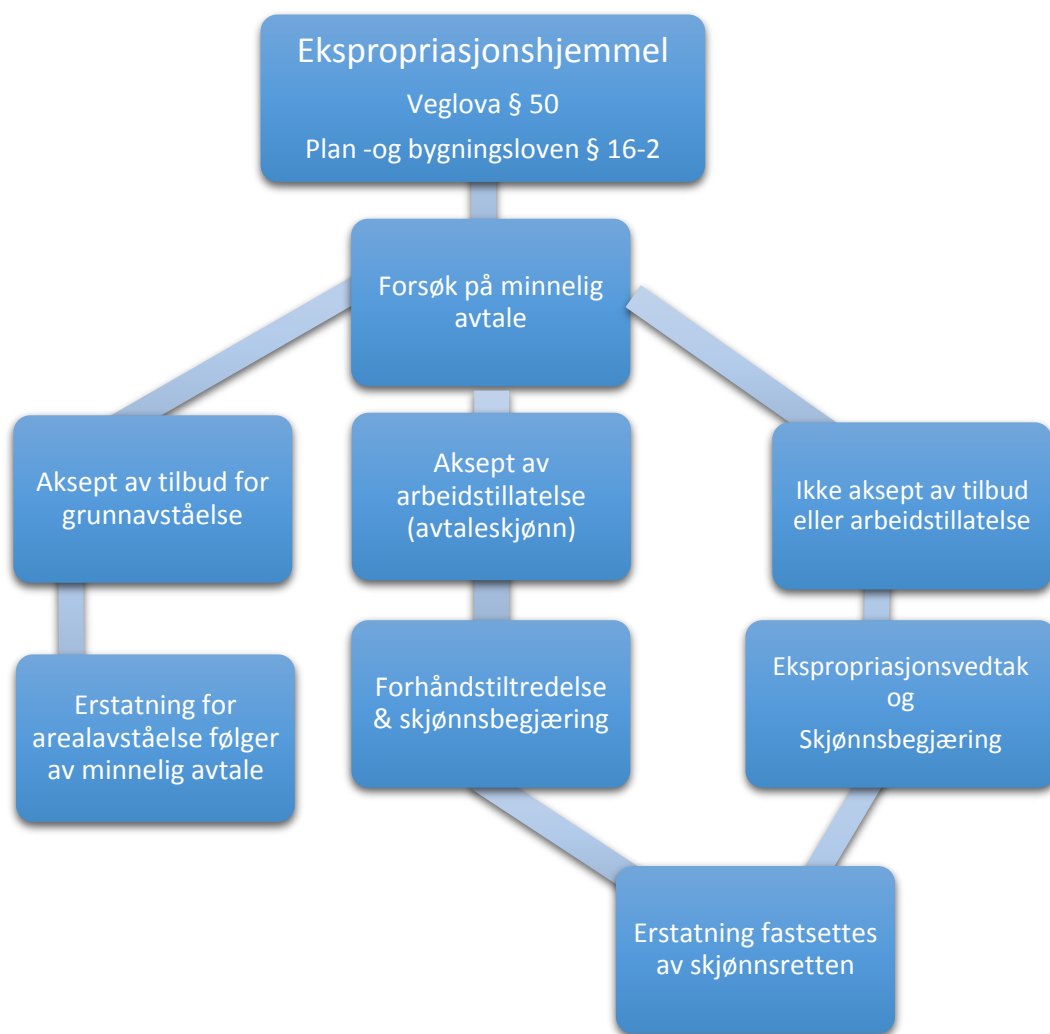 Ekspropriasjonshjemmel
Veglova § 50
Plan -og bygningsloven § 16-2
Forsøk på minnelig
avtale
Aksept av tilbud for
grunnavståelse
Aksept av
arbeidstillatelse
(avtaleskjønn)
Ikke aksept av tilbud
eller arbeidstillatelse
Erstatning for
arealavståelse følger
av minnelig avtale
Forhåndstiltredelse
& skjønnsbegjæring
Ekspropriasjonsvedtak
og
Skjønnsbegjæring
Erstatning fastsettes
av skjønnsretten